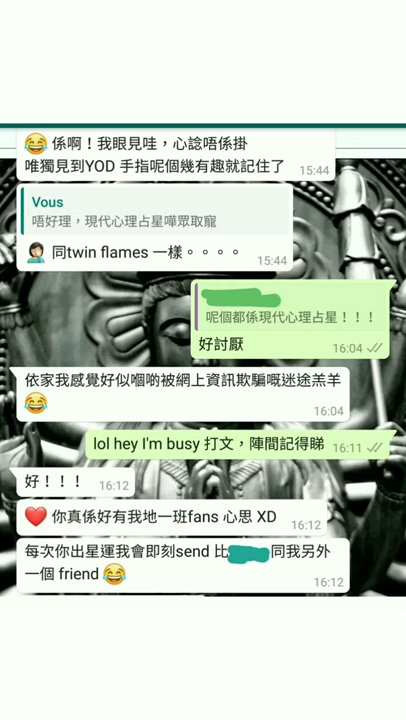 😂 係啊！我眼見哇，心諗唔係掛
唯獨見到YOD 手指呢個幾有趣就記住了
15:44
Vous
唔好理，現代心理占星嘩眾取寵
🤦🏻‍♀️ 同twin flames 一樣。。。。
15:44
呢個都係現代心理占星！！！
好討厭
16:04
依家我感覺好似嗰啲被網上資訊欺騙嘅迷途羔羊
😂
16:04
lol hey I'm busy 打文，陣間記得睇
16:11
好！！！
16:12
❤️ 你真係好有我地一班fans 心思 XD
16:12
每次你出星運我會即刻send 比
同我另外
一個 friend 😂
16:12